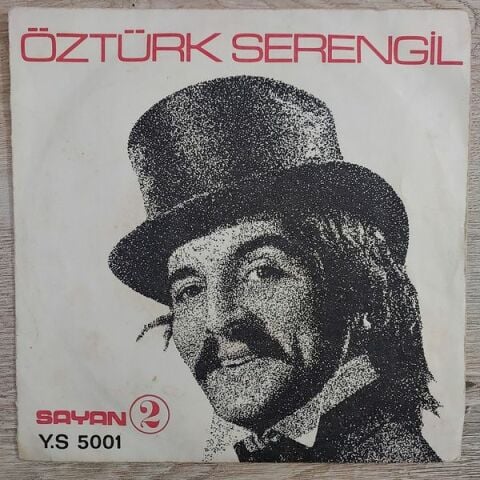 ÖZTÜRK SERENGİL
SAYAN 2
Y.S 5001